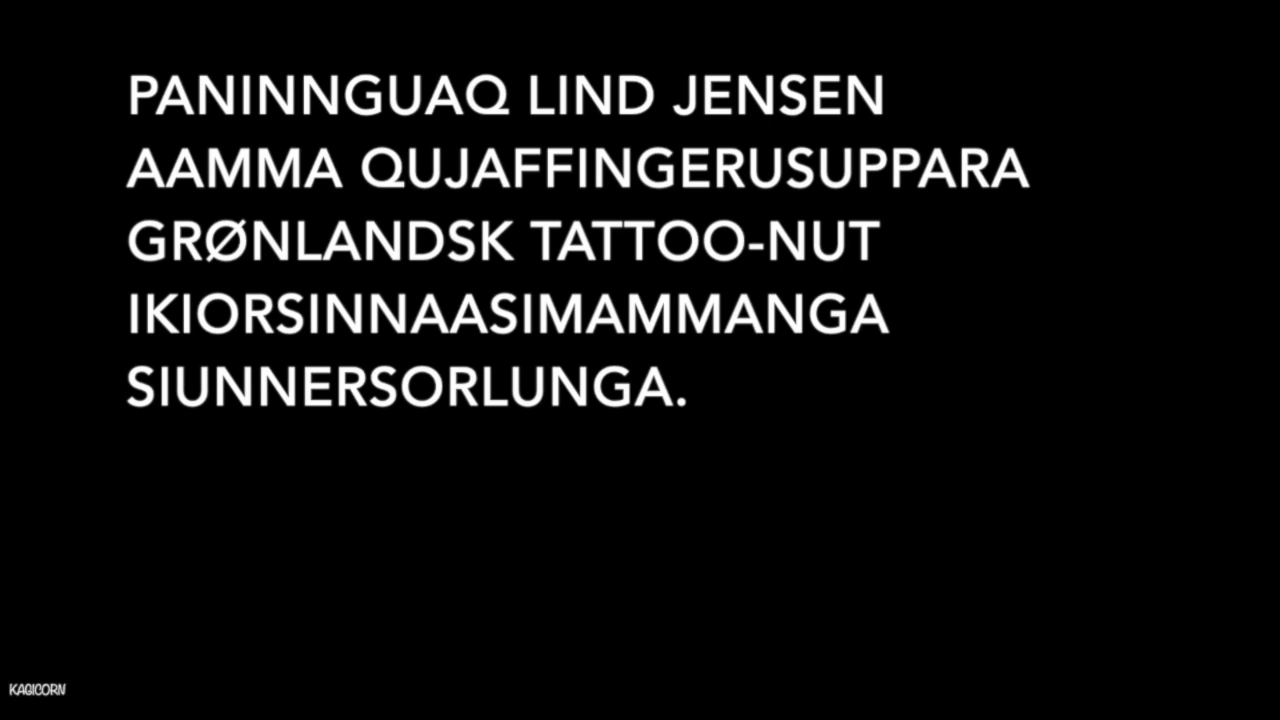 PANINNGUAQ LIND JENSEN
AAMMA QUJAFFINGERUSUPPARA
GRØNLANDSK TATTOO-NUT
IKIORSINNAASIMAMMANGA
SIUNNERSORLUNGA.
KAGICORN